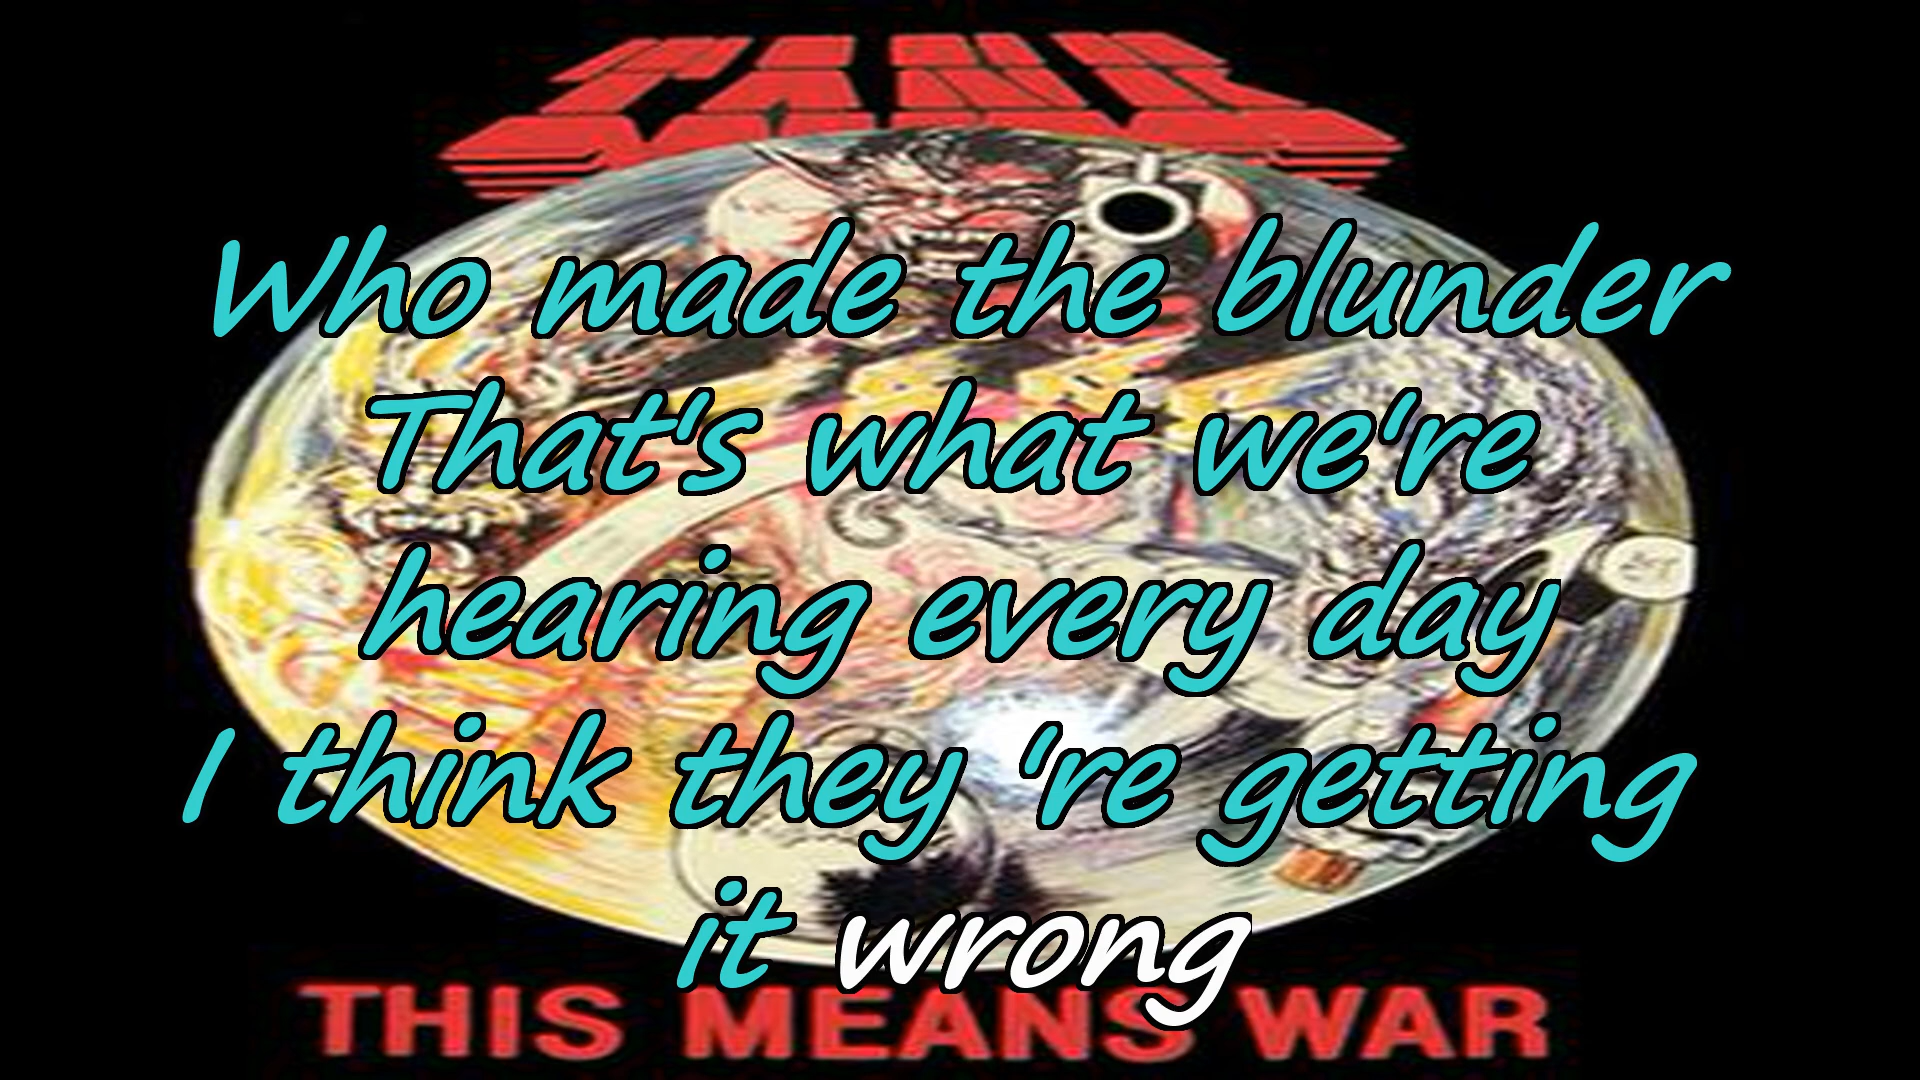 TANK
Who made the blunder
That's what we're
hearing every day
I think they 're getting
it wrong
THIS MEANS WAR